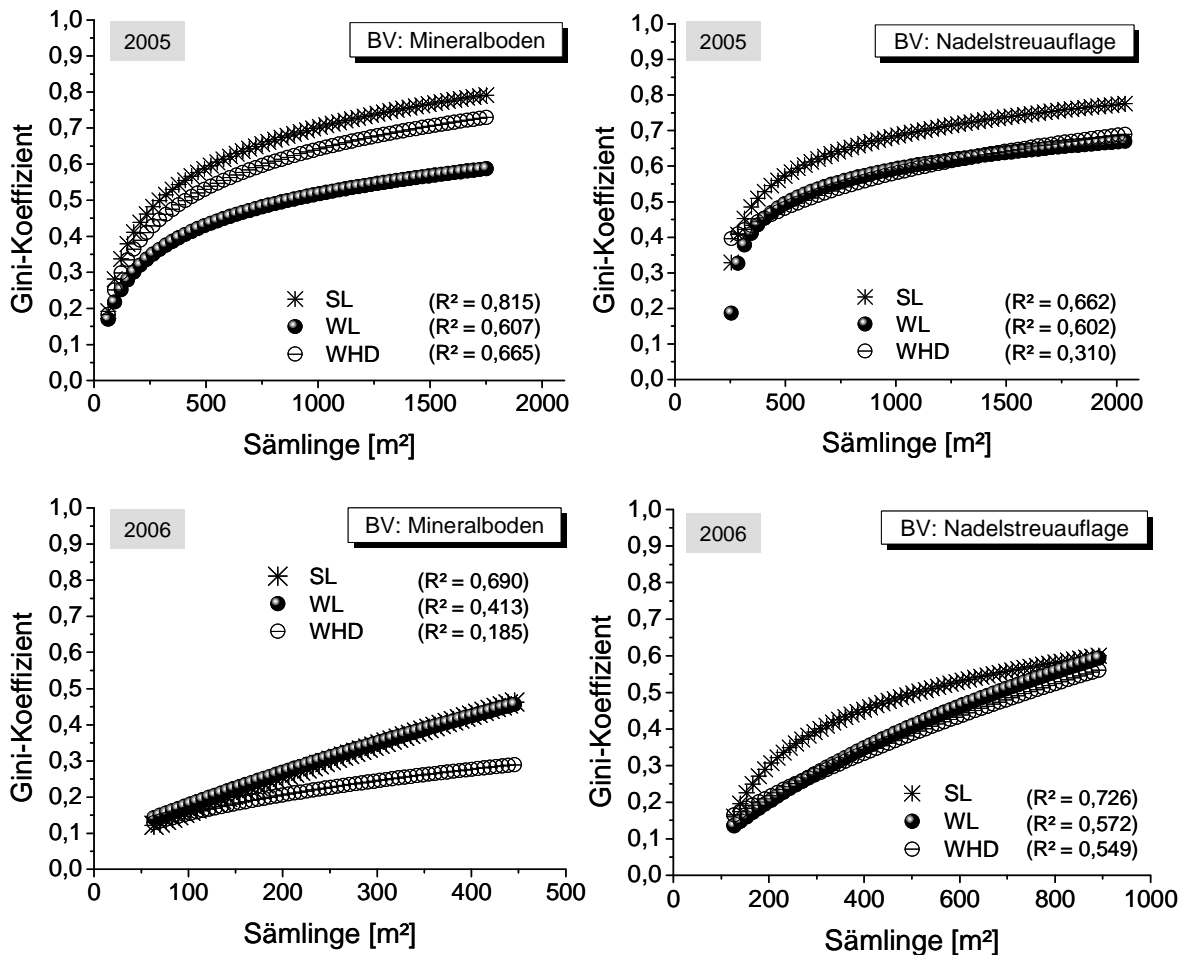 2005
BV: Mineralboden
1,0
0,9
0,8
0,7
0,6
0,5
0,4
0,3
0,2
0,1
0,0
Gini-Koeffizient
SL (R² = 0,815)
WL (R² = 0,607)
WHD (R² = 0,665)
0 500 1000 1500 2000
Sämlinge [m²]
2005
BV: Nadelstreuauflage
1,0
0,9
0,8
0,7
0,6
0,5
0,4
0,3
0,2
0,1
0,0
Gini-Koeffizient
SL (R² = 0,662)
WL (R² = 0,602)
WHD (R² = 0,310)
0 500 1000 1500 2000
Sämlinge [m²]
2006
BV: Mineralboden
1,0
0,9
0,8
0,7
0,6
0,5
0,4
0,3
0,2
0,1
0,0
Gini-Koeffizient
SL (R² = 0,690)
WL (R² = 0,413)
WHD (R² = 0,185)
0 100 200 300 400 500
Sämlinge [m²]
2006
BV: Nadelstreuauflage
1,0
0,9
0,8
0,7
0,6
0,5
0,4
0,3
0,2
0,1
0,0
Gini-Koeffizient
SL (R² = 0,726)
WL (R² = 0,572)
WHD (R² = 0,549)
0 200 400 600 800 1000
Sämlinge [m²]